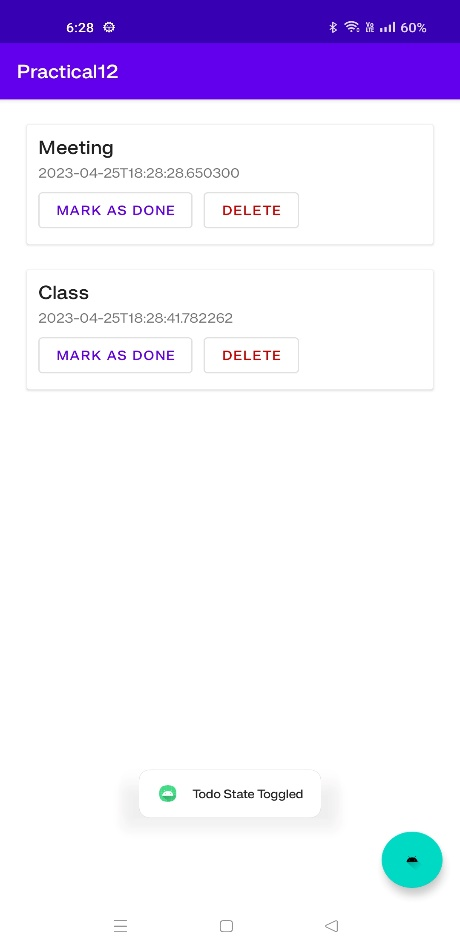 6:28
60%
Practical12
Meeting
2023-04-25T18:28:28.650300
MARK AS DONE DELETE
Class
2023-04-25T18:28:41.782262
MARK AS DONE DELETE
Todo State Toggled